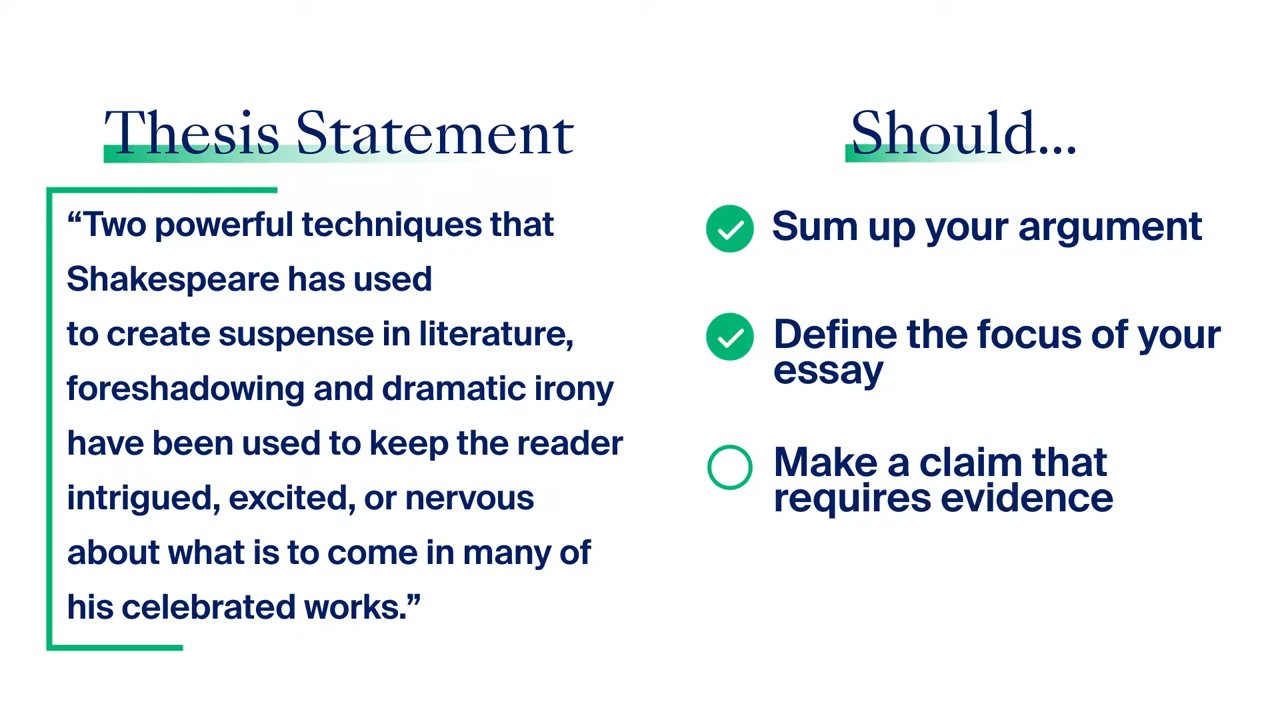 Thesis Statement
“Two powerful techniques that
Shakespeare has used
to create suspense in literature,
foreshadowing and dramatic irony
have been used to keep the reader
intrigued, excited, or nervous
about what is to come in many of
his celebrated works.”
Should...
Sum up your argument
Define the focus of your
essay
Make a claim that
requires evidence